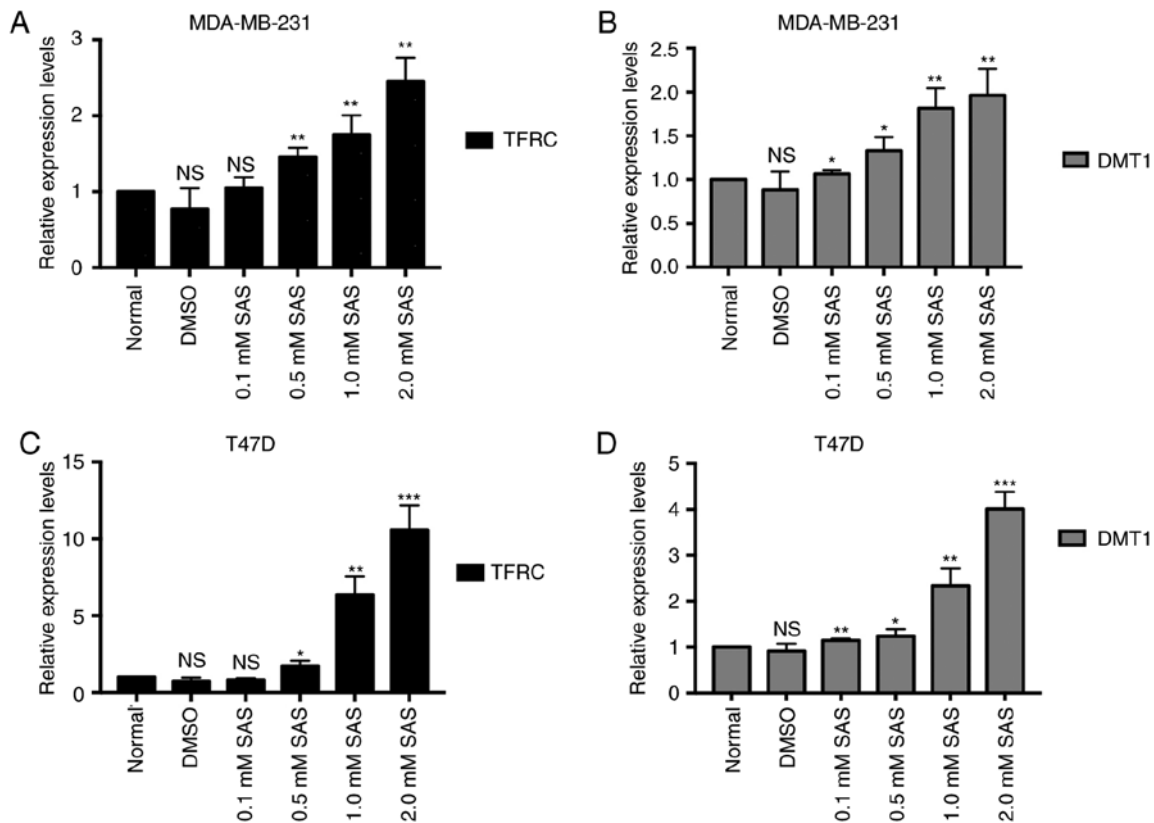 A
MDA-MB-231
Relative expression levels
3
2
1
0
NS
NS
**
**
**
Normal
DMSO
0.1 mM SAS
0.5 mM SAS
1.0 mM SAS
2.0 mM SAS
TFRC
B
MDA-MB-231
Relative expression levels
2.5
2.0
1.5
1.0
0.5
0.0
NS
*
*
**
**
Normal
DMSO
0.1 mM SAS
0.5 mM SAS
1.0 mM SAS
2.0 mM SAS
DMT1
C
T47D
Relative expression levels
15
10
5
0
NS
NS
*
**
***
Normal
DMSO
0.1 mM SAS
0.5 mM SAS
1.0 mM SAS
2.0 mM SAS
TFRC
D
T47D
Relative expression levels
5
4
3
2
1
0
NS
**
*
**
***
Normal
DMSO
0.1 mM SAS
0.5 mM SAS
1.0 mM SAS
2.0 mM SAS
DMT1